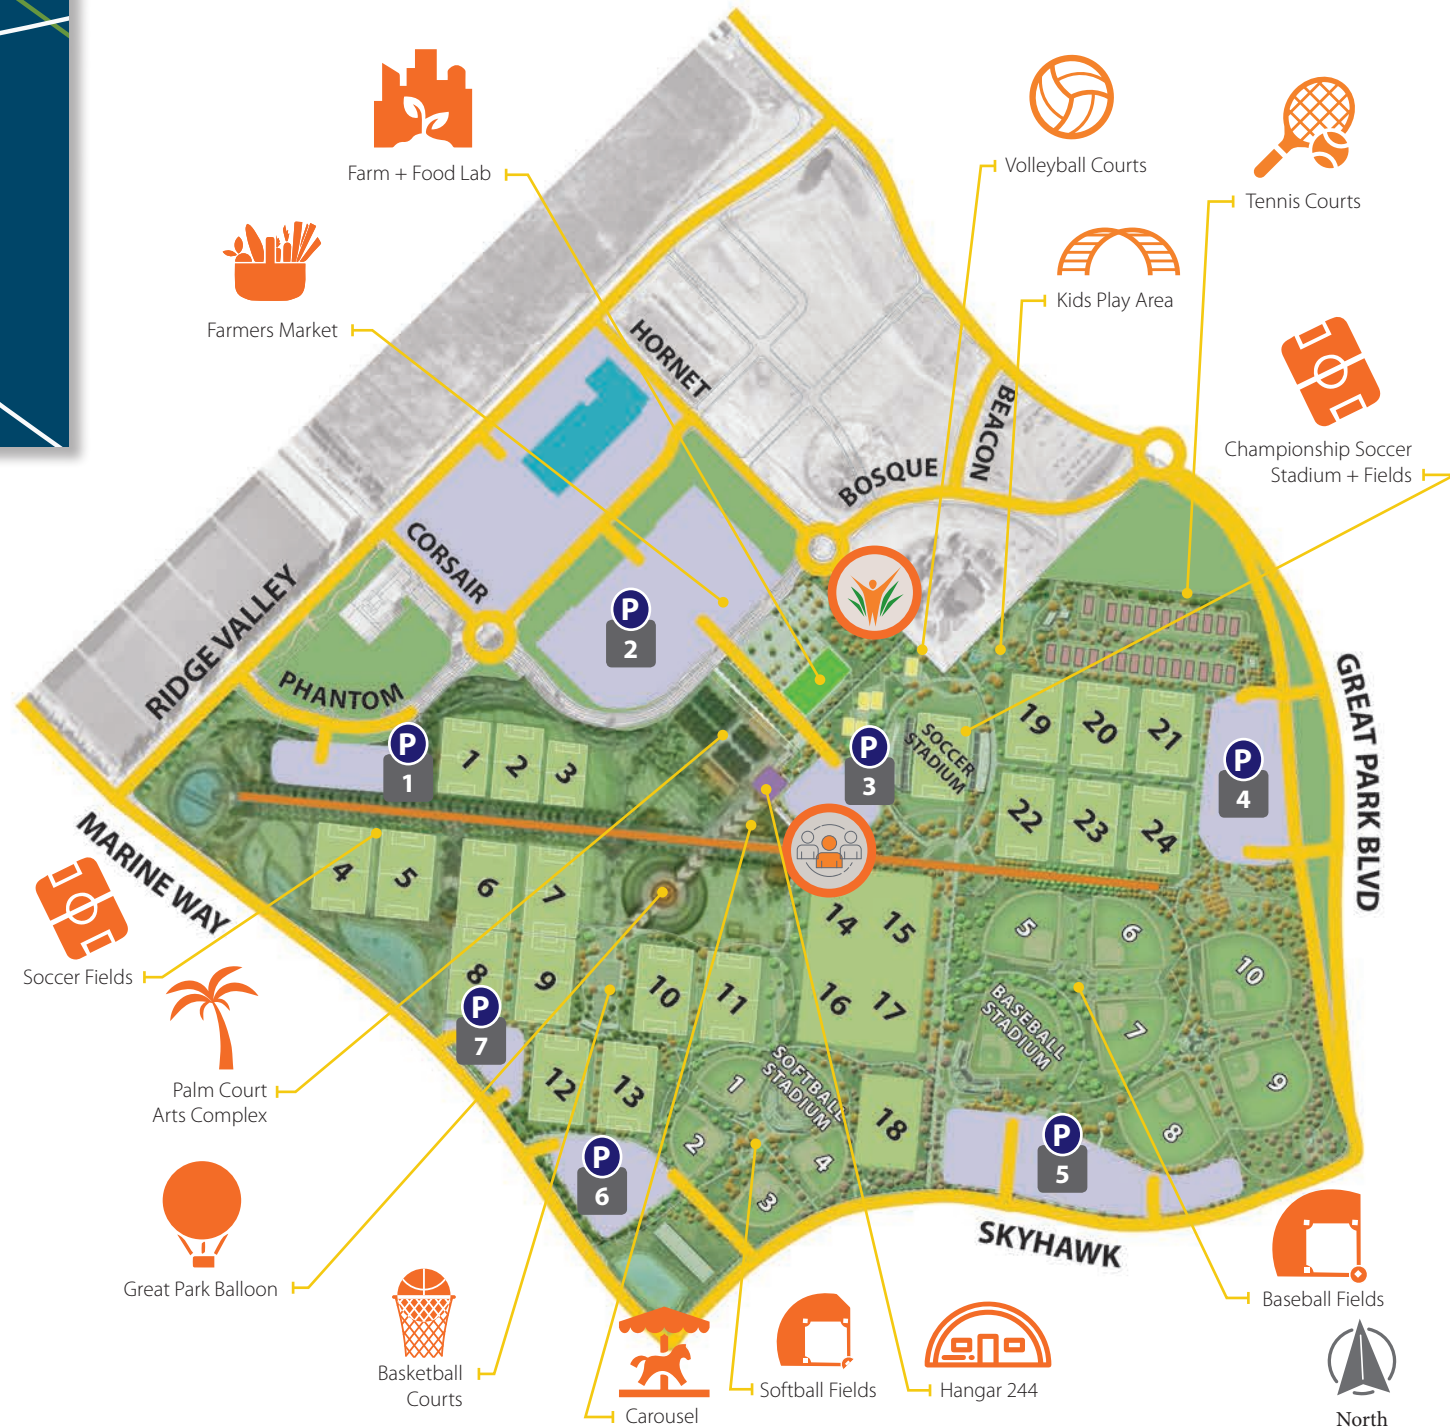 Farm + Food Lab
Volleyball Courts
Tennis Courts
Kids Play Area
Farmers Market
HORNET
BEACON
Championship Soccer
Stadium + Fields
BOSQUE
CORSAIR
RIDGE VALLEY
P
2
PHANTOM
GREAT PARK BLVD
P
1
1
2
3
P
3
SOCCER
STADIUM
19
20
21
22
23
24
P
4
MARINE WAY
4
5
6
7
8
9
10
11
12
13
14
15
16
17
18
5
6
7
8
9
10
BASEBALL
STADIUM
Soccer Fields
P
7
Palm Court
Arts Complex
SOFTBALL
STADIUM
1
2
3
4
P
6
P
5
SKYHAWK
Great Park Balloon
Baseball Fields
Basketball
Courts
Softball Fields
Hangar 244
Carousel
North